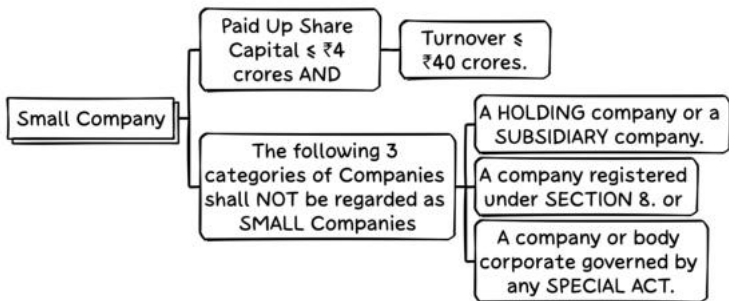 Small Company
Paid Up Share
Capital ≤ ₹4
crores AND
Turnover ≤
₹40 crores.
The following 3
categories of Companies
shall NOT be regarded as
SMALL Companies
A HOLDING company or a
SUBSIDIARY company.
A company registered
under SECTION 8. or
A company or body
corporate governed by
any SPECIAL ACT.